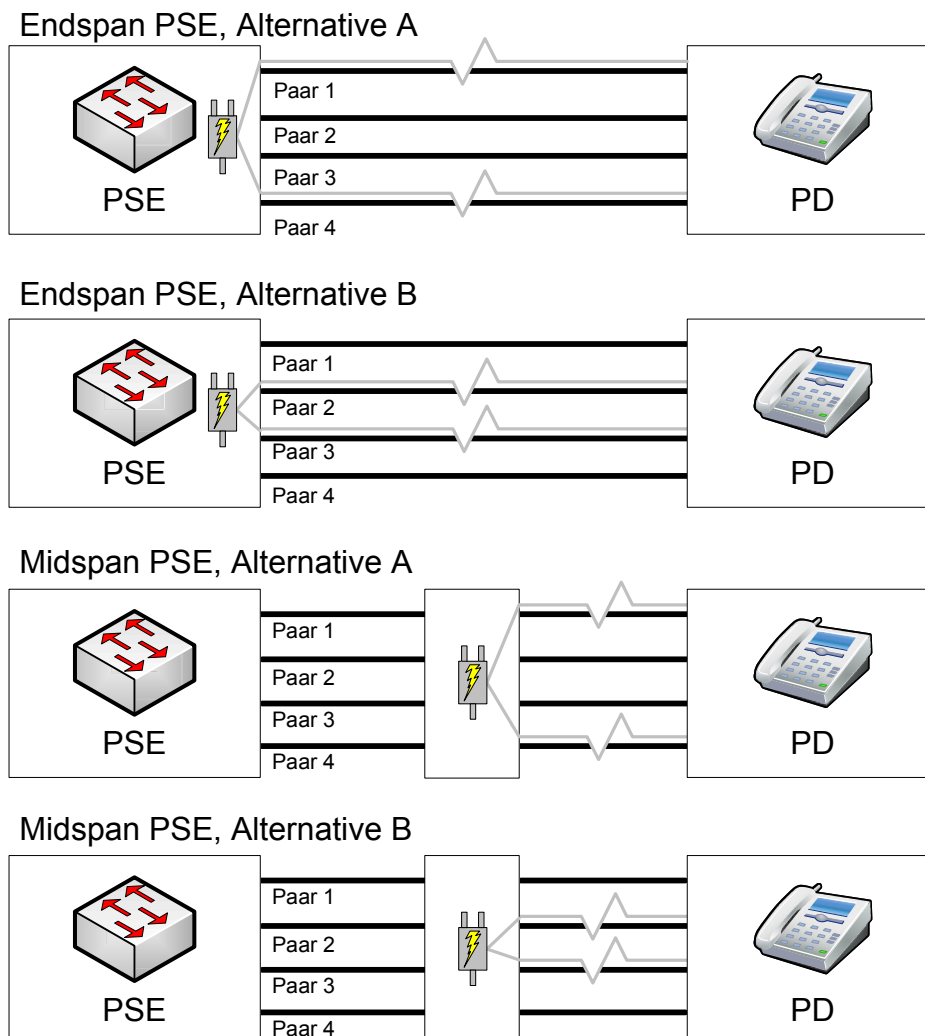 Endspan PSE, Alternative A
Paar 1
Paar 2
Paar 3
Paar 4
PSE
PD
Endspan PSE, Alternative B
Paar 1
Paar 2
Paar 3
Paar 4
PSE
PD
Midspan PSE, Alternative A
Paar 1
Paar 2
Paar 3
Paar 4
PSE
PD
Midspan PSE, Alternative B
Paar 1
Paar 2
Paar 3
Paar 4
PSE
PD